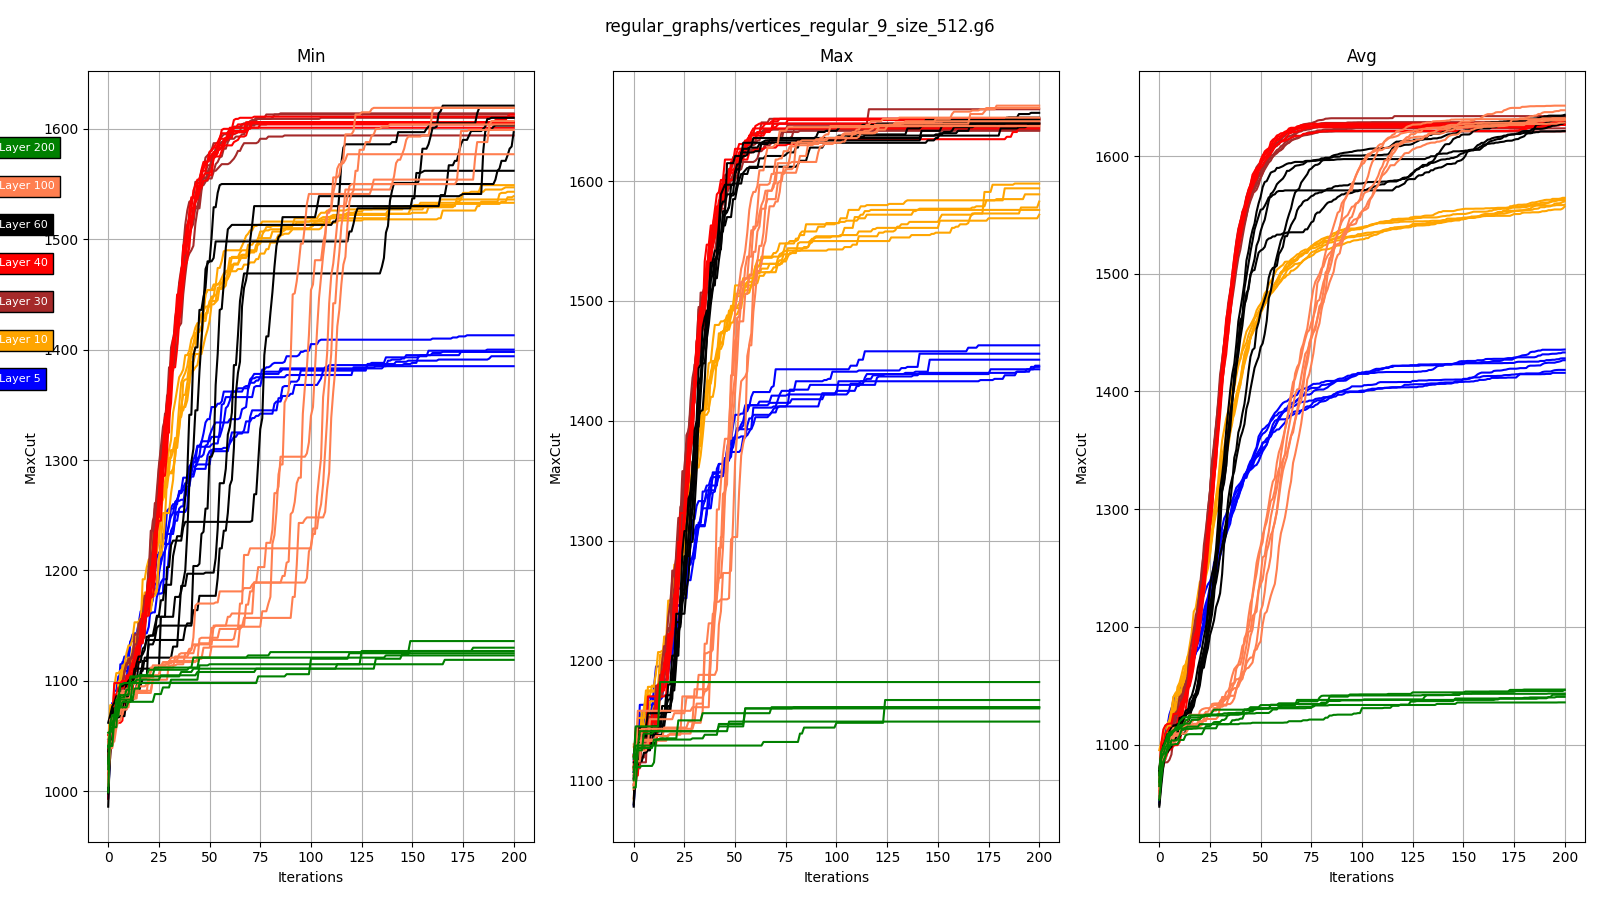 regular_graphs/vertices_regular_9_size_512.g6
Min
Max
Avg
Layer 200
Layer 100
Layer 60
Layer 40
Layer 30
Layer 10
Layer 5
MaxCut
1600
1500
1400
1300
1200
1100
1000
0 25 50 75 100 125 150 175 200
Iterations
MaxCut
1600
1500
1400
1300
1200
1100
0 25 50 75 100 125 150 175 200
Iterations
MaxCut
1600
1500
1400
1300
1200
1100
0 25 50 75 100 125 150 175 200
Iterations